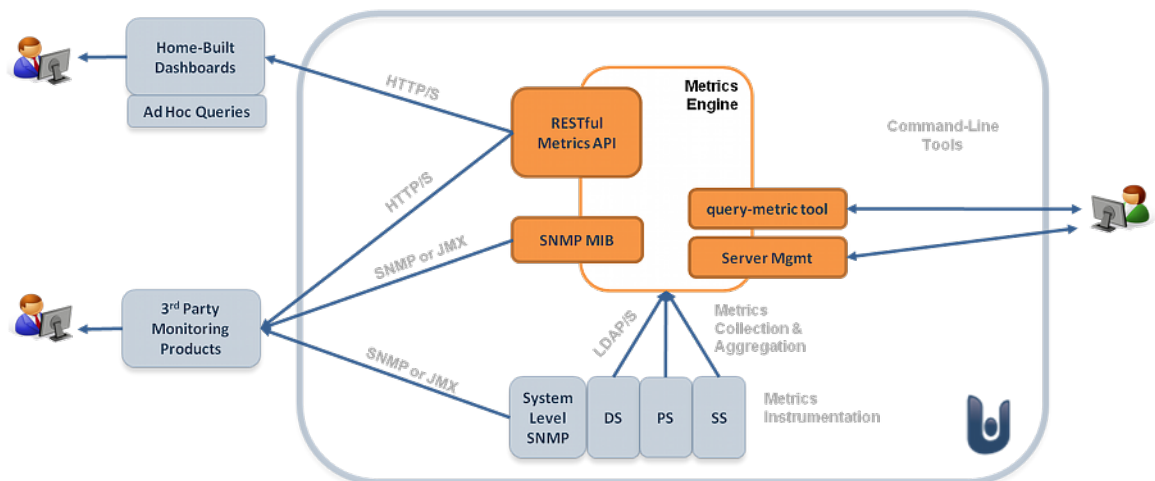 Home-Built
Dashboards
Ad Hoc Queries
HTTP/S
RESTful
Metrics API
Metrics
Engine
Command-Line
Tools
HTTP/S
query-metric tool
SNMP MIB
Server Mgmt
SNMP or JMX
3rd Party
Monitoring
Products
LDAP/S
Metrics
Collection &
Aggregation
SNMP or JMX
System
Level
SNMP
DS
PS
SS
Metrics
Instrumentation